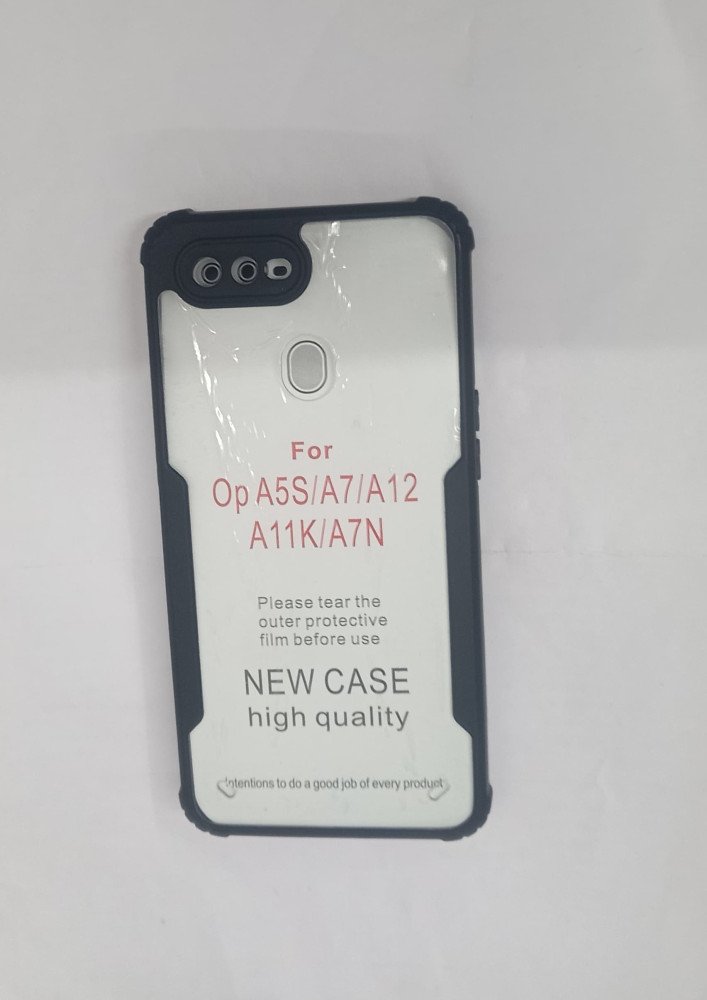 For
Op A5S/A7/A12
A11K/A7N
Please tear the
outer protective
film before use
NEW CASE
high quality
Intentions to do a good job of every product